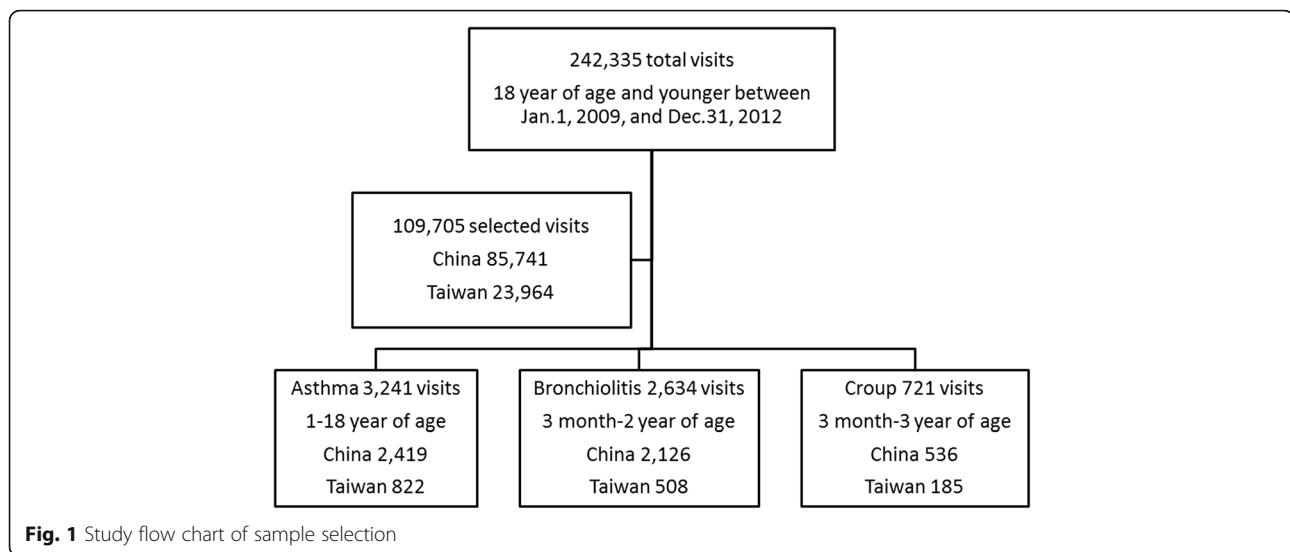 242,335 total visits
18 year of age and younger between
Jan.1, 2009, and Dec.31, 2012
109,705 selected visits
China 85,741
Taiwan 23,964
Asthma 3,241 visits
1-18 year of age
China 2,419
Taiwan 822
Bronchiolitis 2,634 visits
3 month-2 year of age
China 2,126
Taiwan 508
Croup 721 visits
3 month-3 year of age
China 536
Taiwan 185
Fig. 1 Study flow chart of sample selection